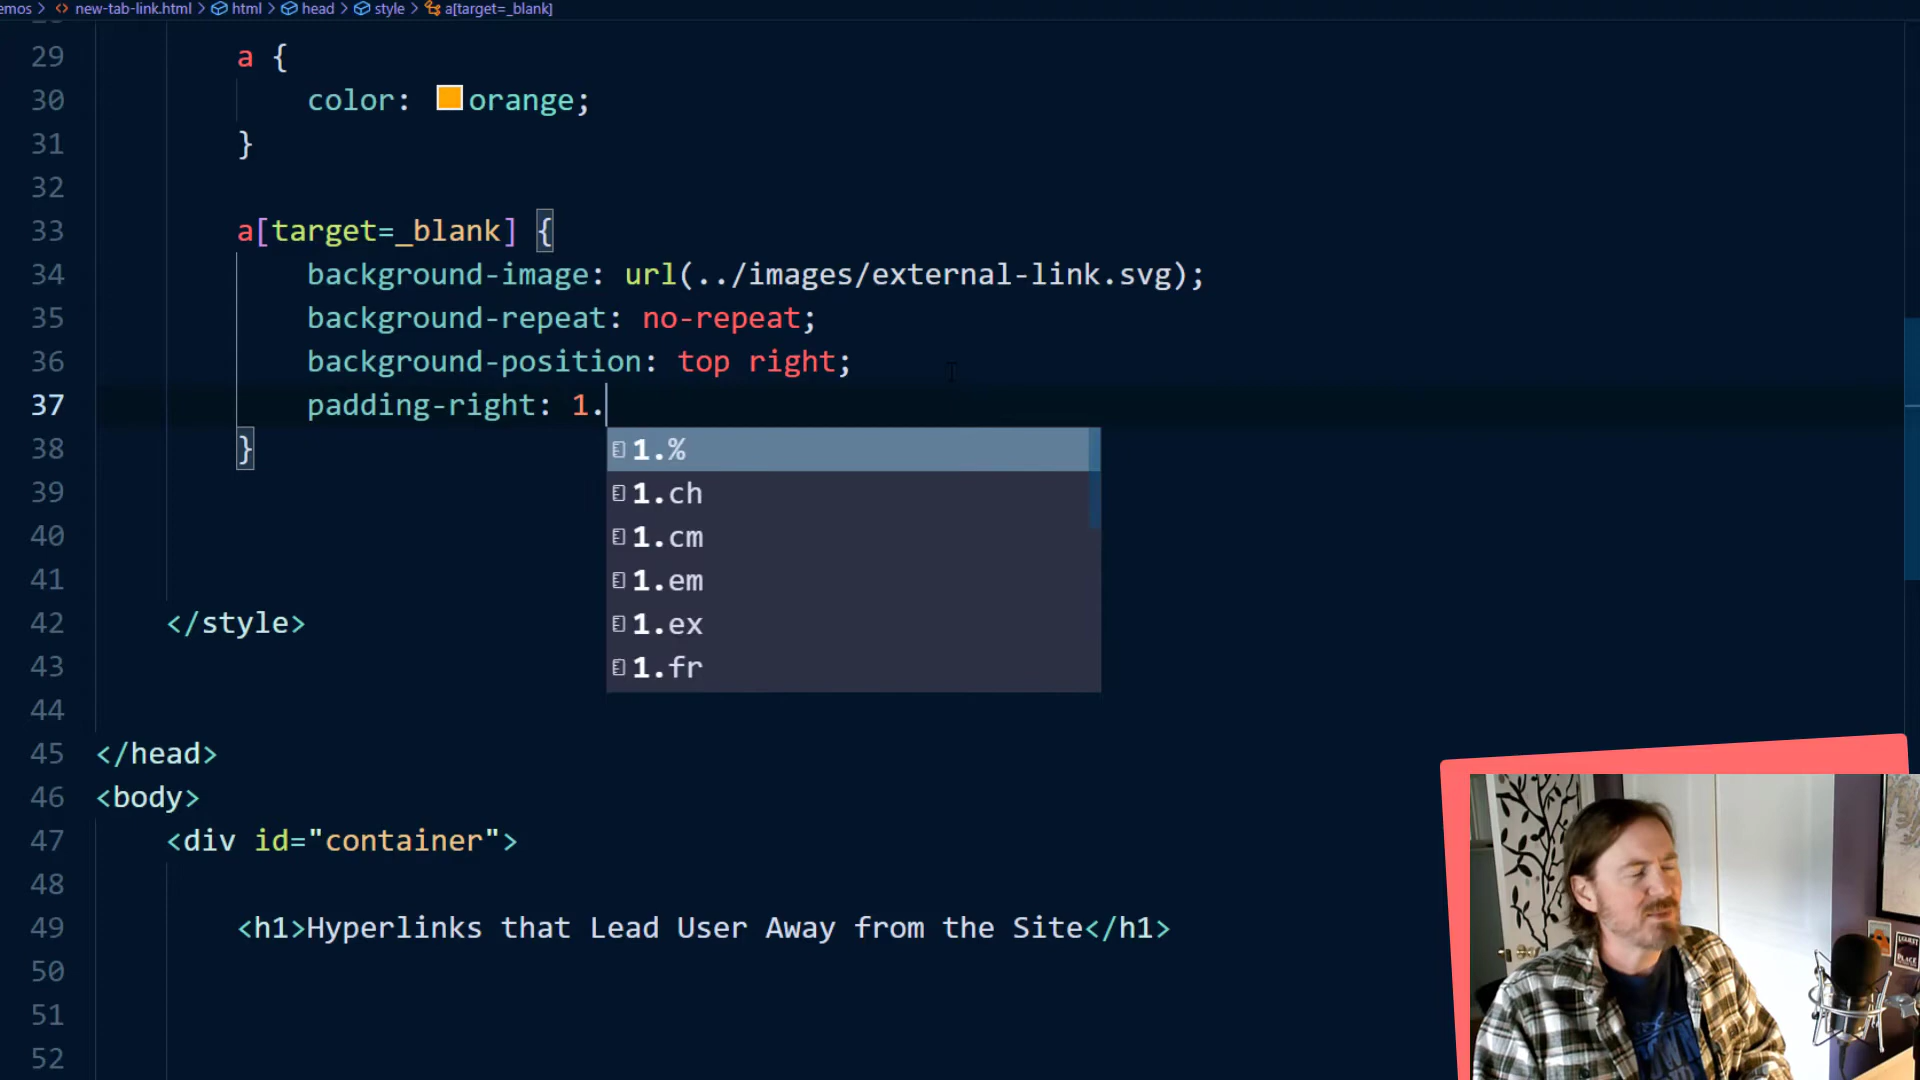 emos > new-tab-link.html > html > head > style > a[target=_blank]
29 a {
30 color: orange;
31 }
32
33 a[target=_blank] {
34 background-image: url(../images/external-link.svg);
35 background-repeat: no-repeat;
36 background-position: top right;
37 padding-right: 1.
38 }
1.%
39
1.ch
40
1.cm
41
1.em
42 </style>
1.ex
43
1.fr
44
45 </head>
46 <body>
47 <div id="container">
48
49 <h1>Hyperlinks that Lead User Away from the Site</h1>
50
51
52